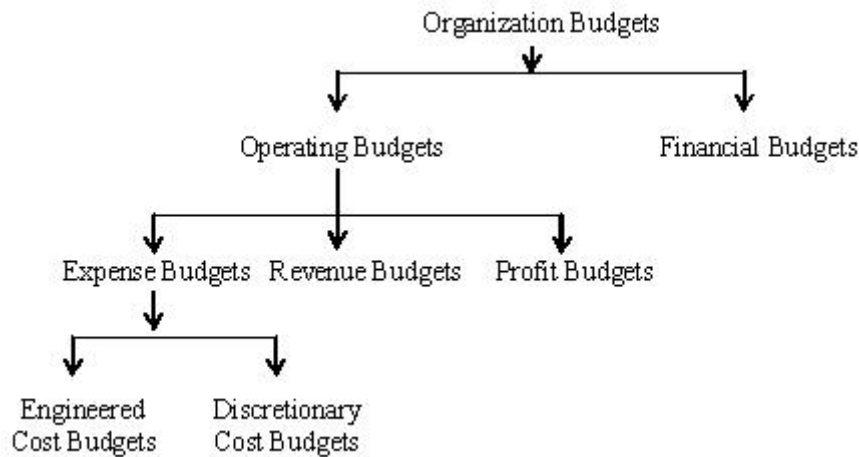 Organization Budgets
Operating Budgets
Financial Budgets
Expense Budgets
Revenue Budgets
Profit Budgets
Engineered
Cost Budgets
Discretionary
Cost Budgets